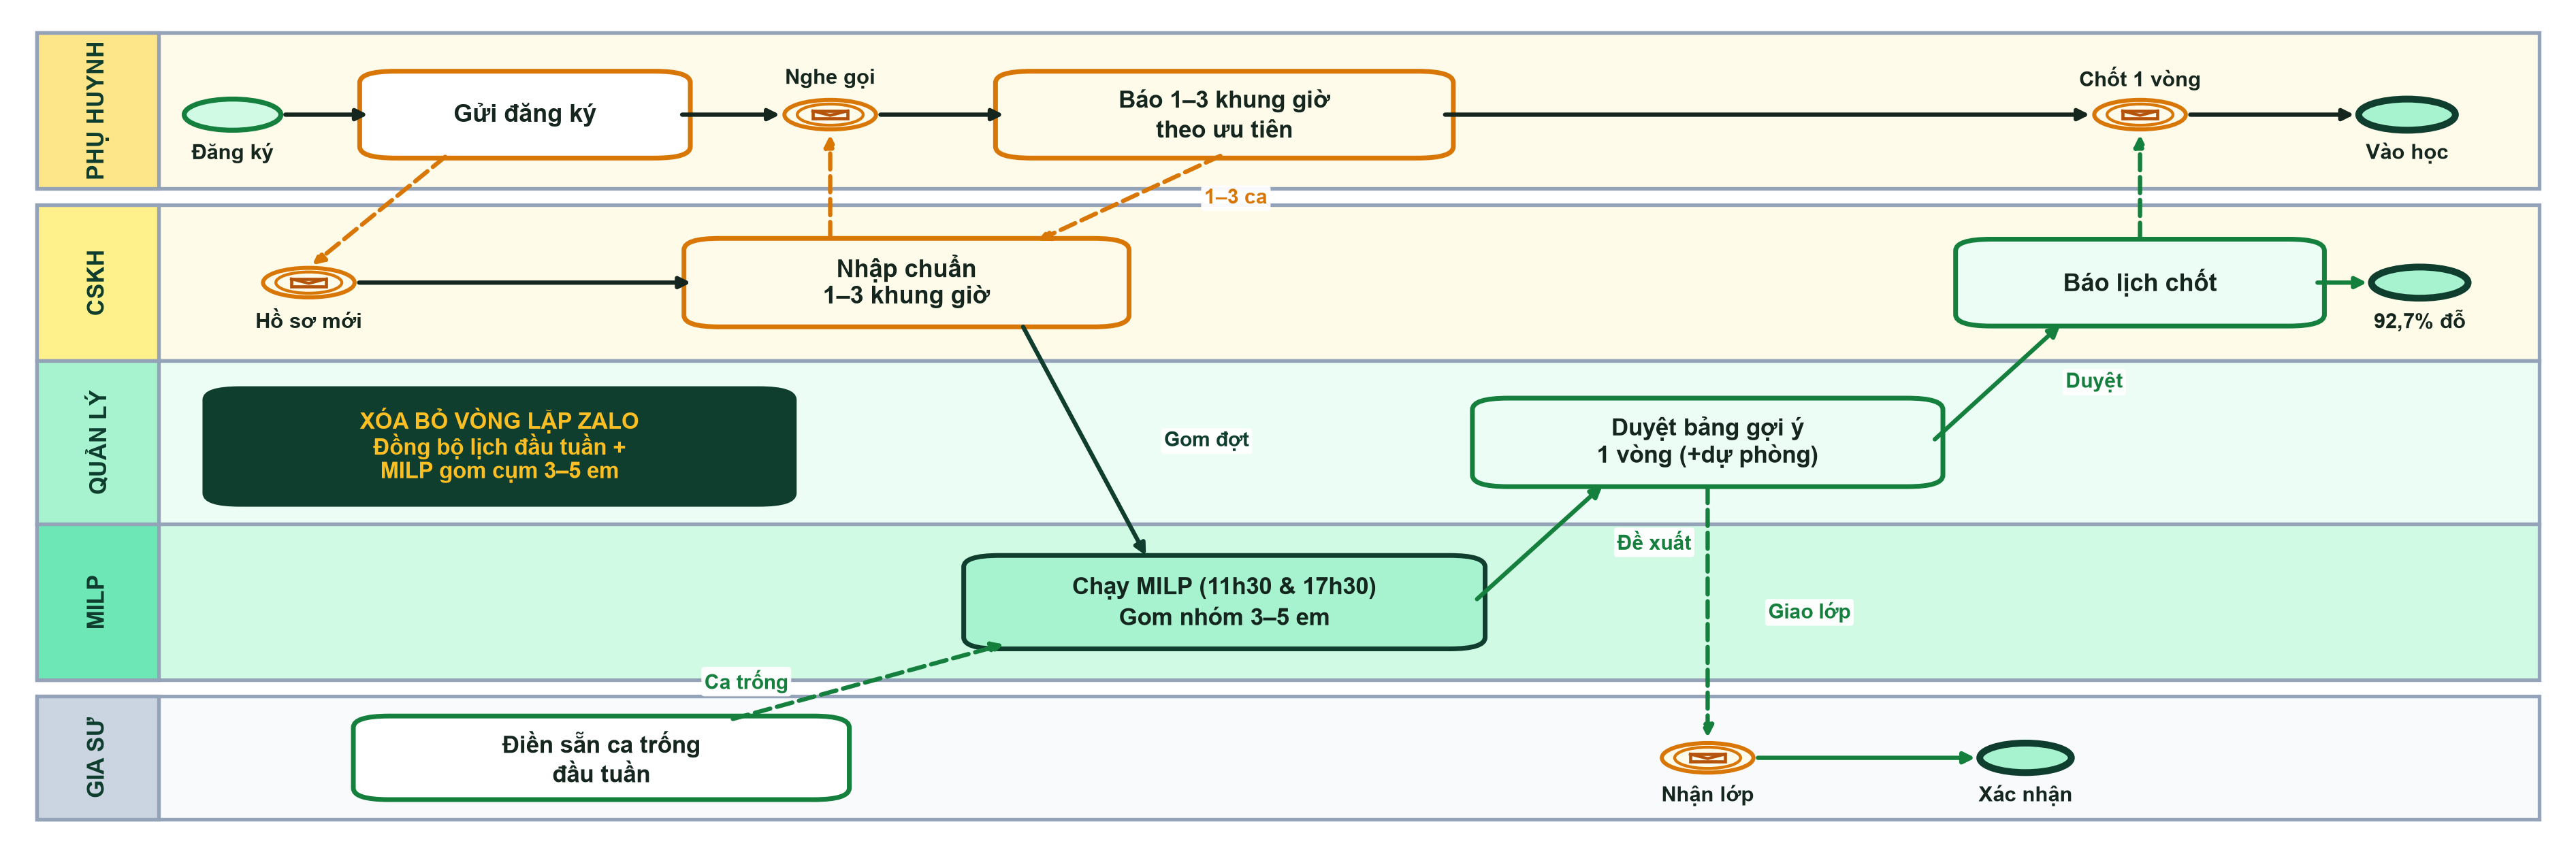 PHỤ HUYNH
Đăng ký
Gửi đăng ký
Nghe gọi
Báo 1–3 khung giờ
theo ưu tiên
Chốt 1 vòng
Vào học
1–3 ca
CSKH
Hồ sơ mới
Nhập chuẩn
1–3 khung giờ
Báo lịch chốt
92,7% đỗ
QUẢN LÝ
XÓA BỎ VÒNG LẶP ZALO
Đồng bộ lịch đầu tuần +
MILP gom cụm 3–5 em
Gom đợt
Duyệt bảng gợi ý
1 vòng (+dự phòng)
Duyệt
MILP
Chạy MILP (11h30 & 17h30)
Gom nhóm 3–5 em
Đề xuất
Giao lớp
Ca trống
GIA SƯ
Điền sẵn ca trống
đầu tuần
Nhận lớp
Xác nhận